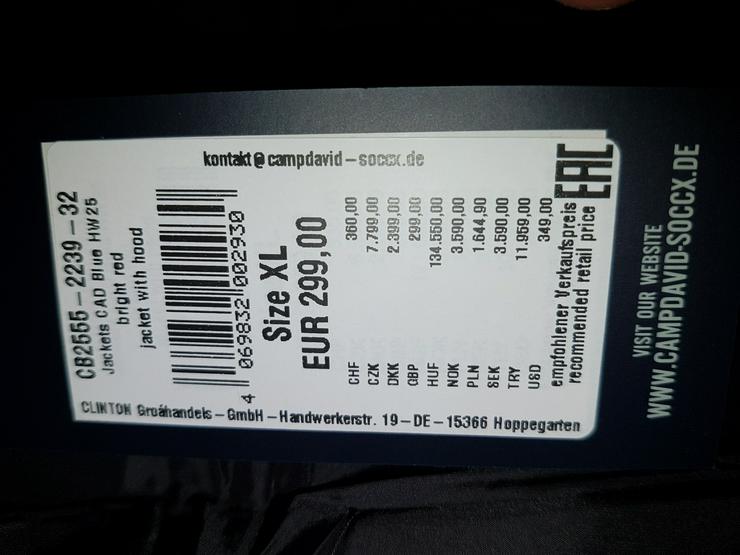 CB2555-2239-32
Jackets CAD Blue HW25
bright red
jacket with hood
4 069832 002930
Size XL
EUR 299,00
CHF 360,00
CZK 7.799,00
DKK 2.399,00
GBP 299,00
HUF 134.550,00
NOK 3.590,00
PLN 1.644,90
SEK 3.590,00
TRY 11.959,00
USD 349,00
empfohlener Verkaufspreis
recommended retail price
EAC
kontakt@campdavid-soccx.de
CLINTON Groáhandels-GmbH-Handwerkerstr. 19-DE-15366 Hoppegarten
VISIT OUR WEBSITE
WWW.CAMPDAVID-SOCCX.DE